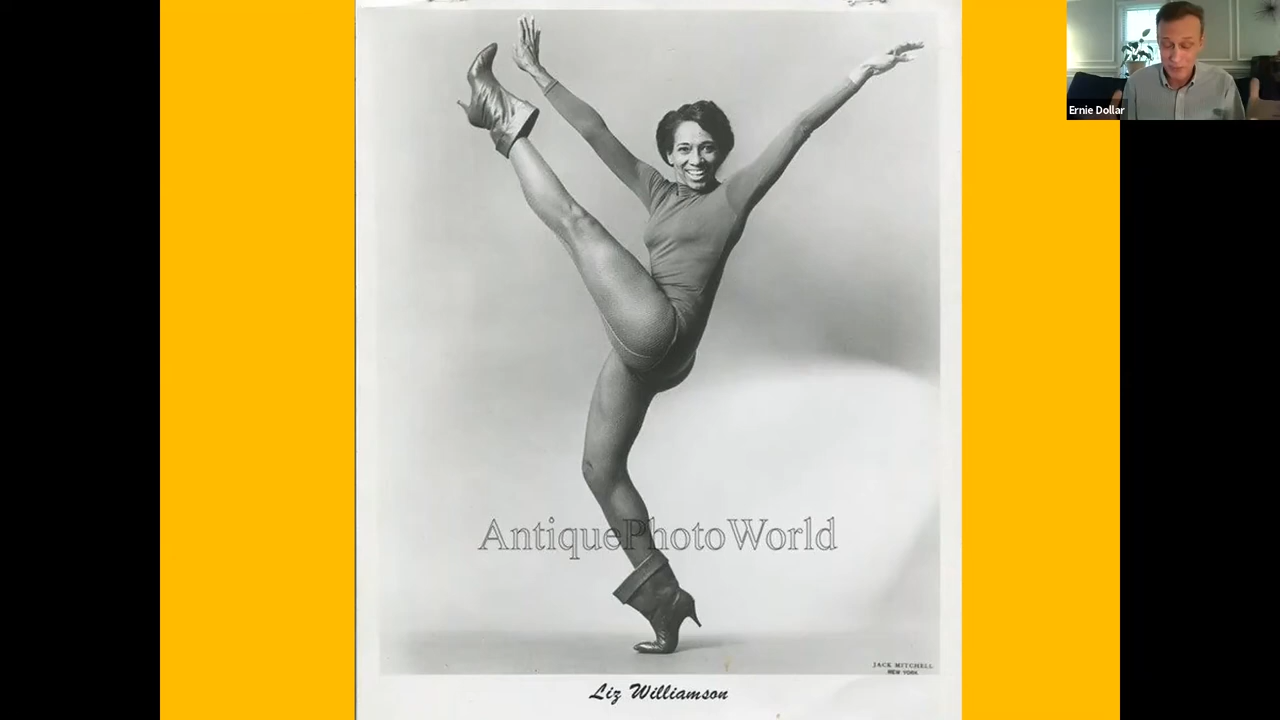 Ernie Dollar
AntiquePhotoWorld
JACK MITCHELL
NEW YORK
Liz Williamson